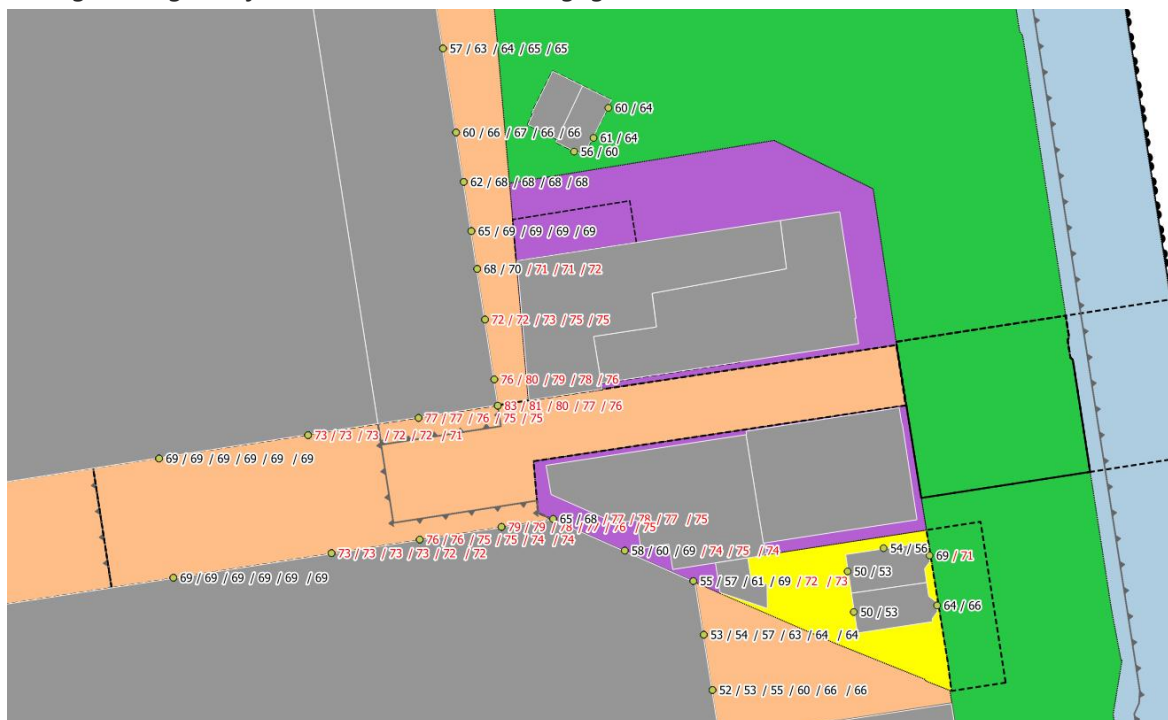 57 / 63 / 64 / 65 / 65
60 / 64
60 / 66 / 67 / 66 / 66
61 / 64
56 / 60
62 / 68 / 68 / 68 / 68
65 / 69 / 69 / 69 / 69
68 / 70 / 71 / 71 / 72
72 / 72 / 73 / 75 / 75
76 / 80 / 79 / 78 / 76
83 / 81 / 80 / 77 / 76
77 / 77 / 76 / 75 / 75
73 / 73 / 73 / 72 / 72 / 71
69 / 69 / 69 / 69 / 69 / 69
65 / 68 / 77 / 78 / 77 / 75
79 / 79 / 78 / 77 / 76 / 75
76 / 76 / 75 / 75 / 74 / 74
58 / 60 / 69 / 74 / 75 / 74
54 / 56
73 / 73 / 73 / 73 / 72 / 72
69 / 71
50 / 53
69 / 69 / 69 / 69 / 69 / 69
55 / 57 / 61 / 69 / 72 / 73
64 / 66
50 / 53
53 / 54 / 57 / 63 / 64 / 64
52 / 53 / 55 / 60 / 66 / 66